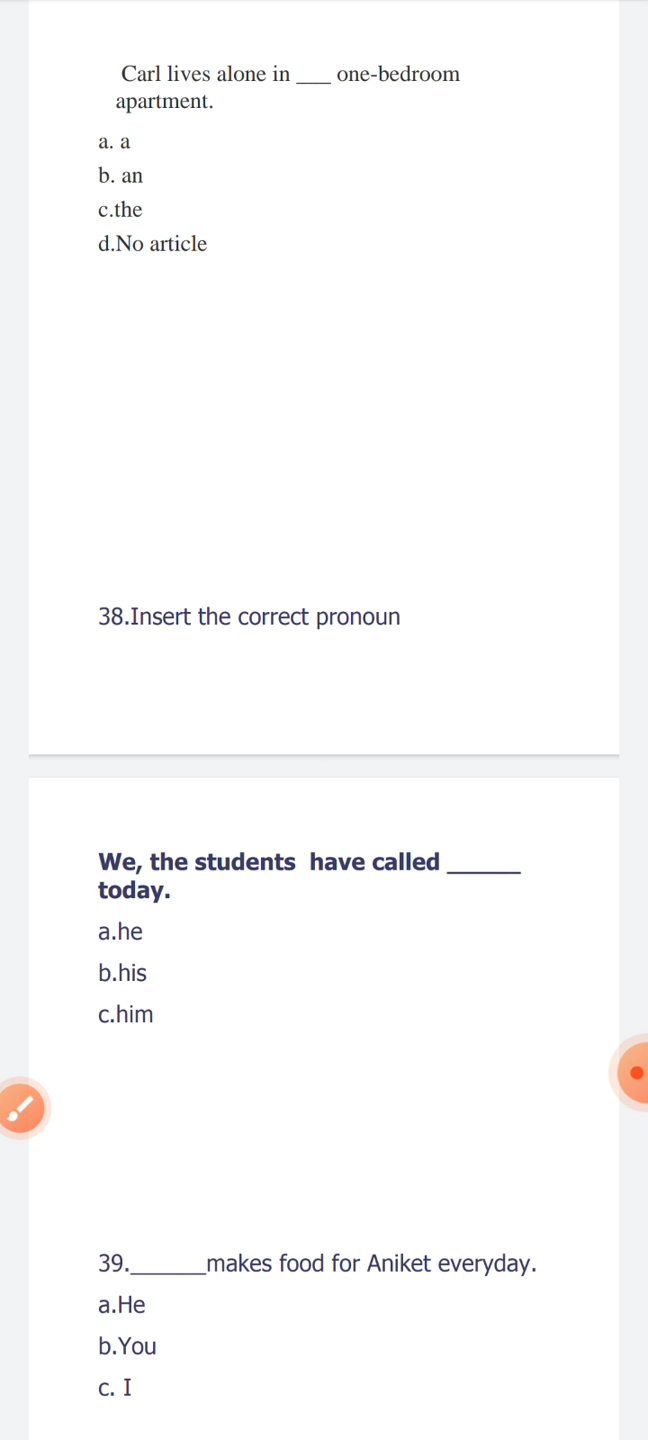 Carl lives alone in ___ one-bedroom
apartment.
a. a
b. an
c.the
d.No article
38.Insert the correct pronoun
We, the students have called ______
today.
a.he
b.his
c.him
39.______makes food for Aniket everyday.
a.He
b.You
c. I